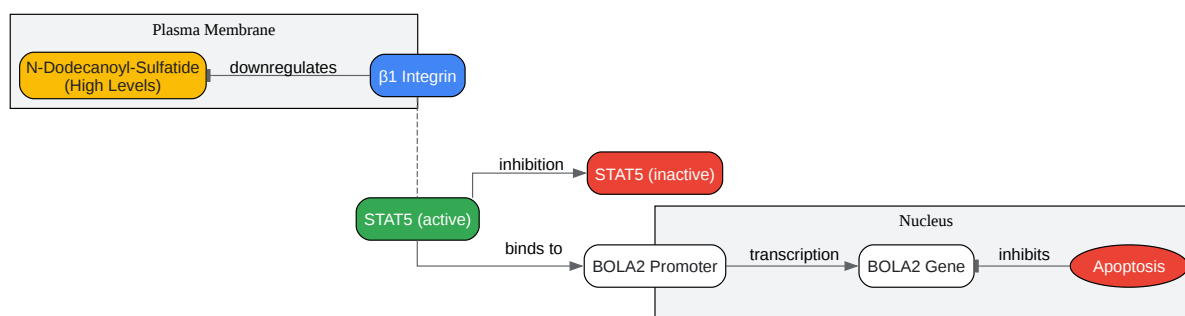 Plasma Membrane
N-Dodecanoyl-Sulfatide
(High Levels)
downregulates
β1 Integrin
inhibition
STAT5 (inactive)
STAT5 (active)
Nucleus
binds to
BOLA2 Promoter
transcription
BOLA2 Gene
inhibits
Apoptosis